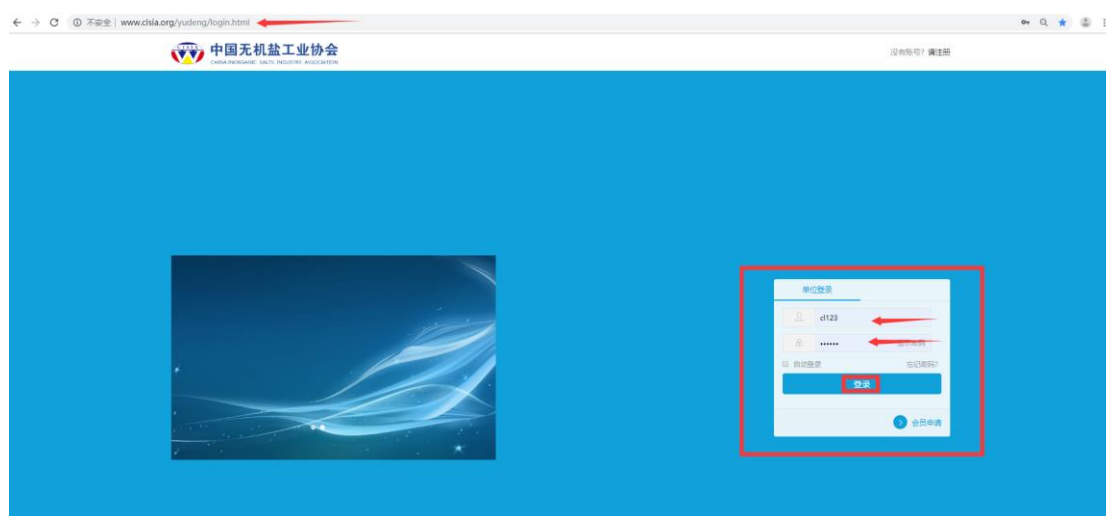 不安全 | www.cisia.org/yudeng/login.html
CISIA
中国无机盐工业协会
CHINA INORGANIC SALTS INDUSTRY ASSOCIATION
没有账号? 请注册
单位登录
cl123
••••••
自动登录 忘记密码?
登录
会员申请